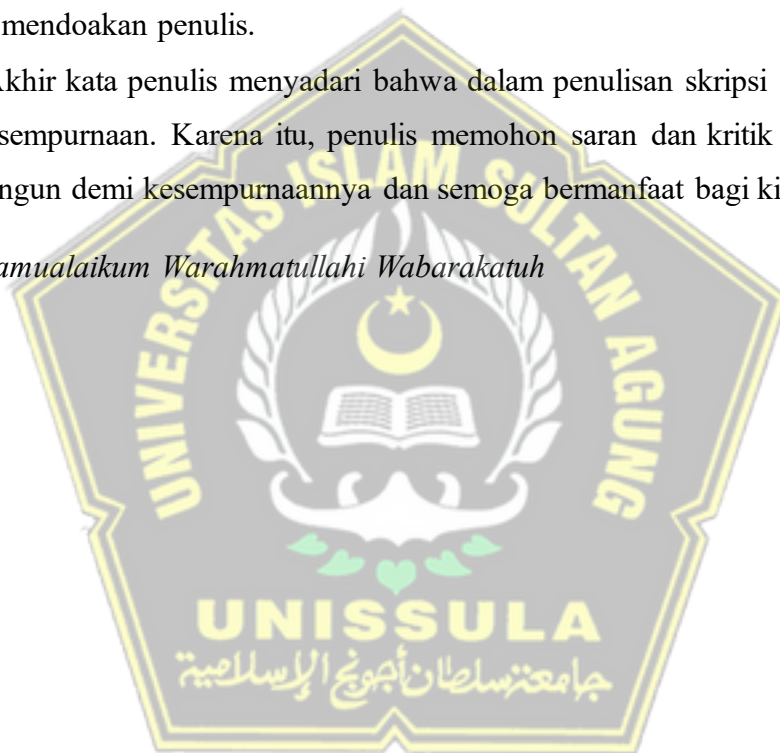 mendoakan penulis.
khir kata penulis menyadari bahwa dalam penulisan skripsi
sempurnaan. Karena itu, penulis memohon saran dan kritik
ngun demi kesempurnaannya dan semoga bermanfaat bagi ki
amualaikum Warahmatullahi Wabarakatuh
UNIVERSITAS ISLAM SULTAN AGUNG
UNISSULA
جامعة سلطان أجونج الإسلامية